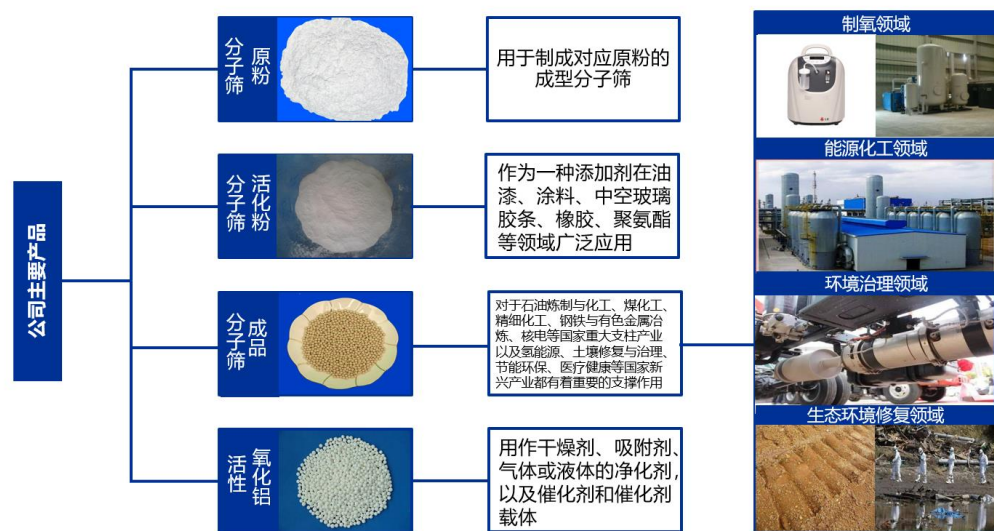 公司主要产品
分子筛
原粉
用于制成对应原粉的
成型分子筛
分子筛
活化粉
作为一种添加剂在油
漆、涂料、中空玻璃
胶条、橡胶、聚氨酯
等领域广泛应用
分子筛
成品
对于石油炼制与化工、煤化工、
精细化工、钢铁与有色金属冶
炼、核电等国家重大支柱产业
以及氢能源、土壤修复与治理、
节能环保、医疗健康等国家新
兴产业都有着重要的支撑作用
活性
氧化铝
用作干燥剂、吸附剂、
气体或液体的净化剂，
以及催化剂和催化剂
载体
制氧领域
能源化工领域
环境治理领域
生态环境修复领域